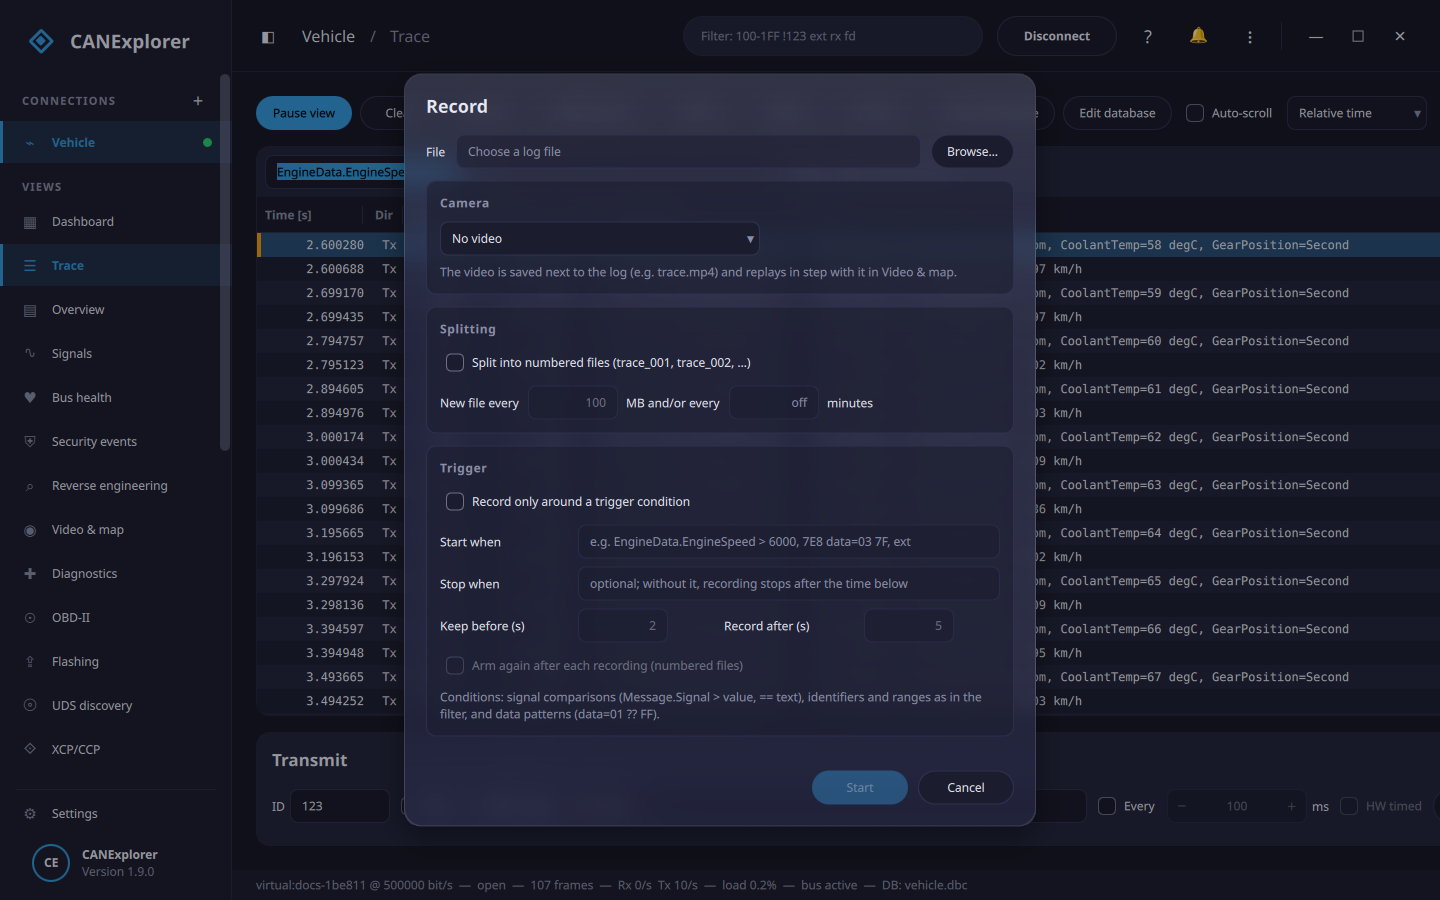 CANExplorer
Vehicle / Trace
Filter: 100-1FF !123 ext rx fd
Disconnect
?
CONNECTIONS +
Vehicle
VIEWS
Dashboard
Trace
Overview
Signals
Bus health
Security events
Reverse engineering
Video & map
Diagnostics
OBD-II
Flashing
UDS discovery
XCP/CCP
Settings
CE
CANExplorer
Version 1.9.0
Pause view
Edit database
Auto-scroll
Relative time
EngineData.EngineSpe
Time [s] Dir
2.600280 Tx CoolantTemp=58 degC, GearPosition=Second
2.600688 Tx km/h
2.699170 Tx CoolantTemp=59 degC, GearPosition=Second
2.699435 Tx km/h
2.794757 Tx CoolantTemp=60 degC, GearPosition=Second
2.795123 Tx km/h
2.894605 Tx CoolantTemp=61 degC, GearPosition=Second
2.894976 Tx km/h
3.000174 Tx CoolantTemp=62 degC, GearPosition=Second
3.000434 Tx km/h
3.099365 Tx CoolantTemp=63 degC, GearPosition=Second
3.099686 Tx km/h
3.195665 Tx CoolantTemp=64 degC, GearPosition=Second
3.196153 Tx km/h
3.297924 Tx CoolantTemp=65 degC, GearPosition=Second
3.298136 Tx km/h
3.394597 Tx CoolantTemp=66 degC, GearPosition=Second
3.394948 Tx km/h
3.493665 Tx CoolantTemp=67 degC, GearPosition=Second
3.494252 Tx km/h
Record
File Choose a log file Browse...
Camera
No video
The video is saved next to the log (e.g. trace.mp4) and replays in step with it in Video & map.
Splitting
Split into numbered files (trace_001, trace_002, ...)
New file every 100 MB and/or every off minutes
Trigger
Record only around a trigger condition
Start when e.g. EngineData.EngineSpeed > 6000, 7E8 data=03 7F, ext
Stop when optional; without it, recording stops after the time below
Keep before (s) 2 Record after (s) 5
Arm again after each recording (numbered files)
Conditions: signal comparisons (Message.Signal > value, == text), identifiers and ranges as in the
filter, and data patterns (data=01 ?? FF).
Start Cancel
Transmit
ID 123 Every − 100 + ms HW timed
virtual:docs-1be811 @ 500000 bit/s — open — 107 frames — Rx 0/s Tx 10/s — load 0.2% — bus active — DB: vehicle.dbc